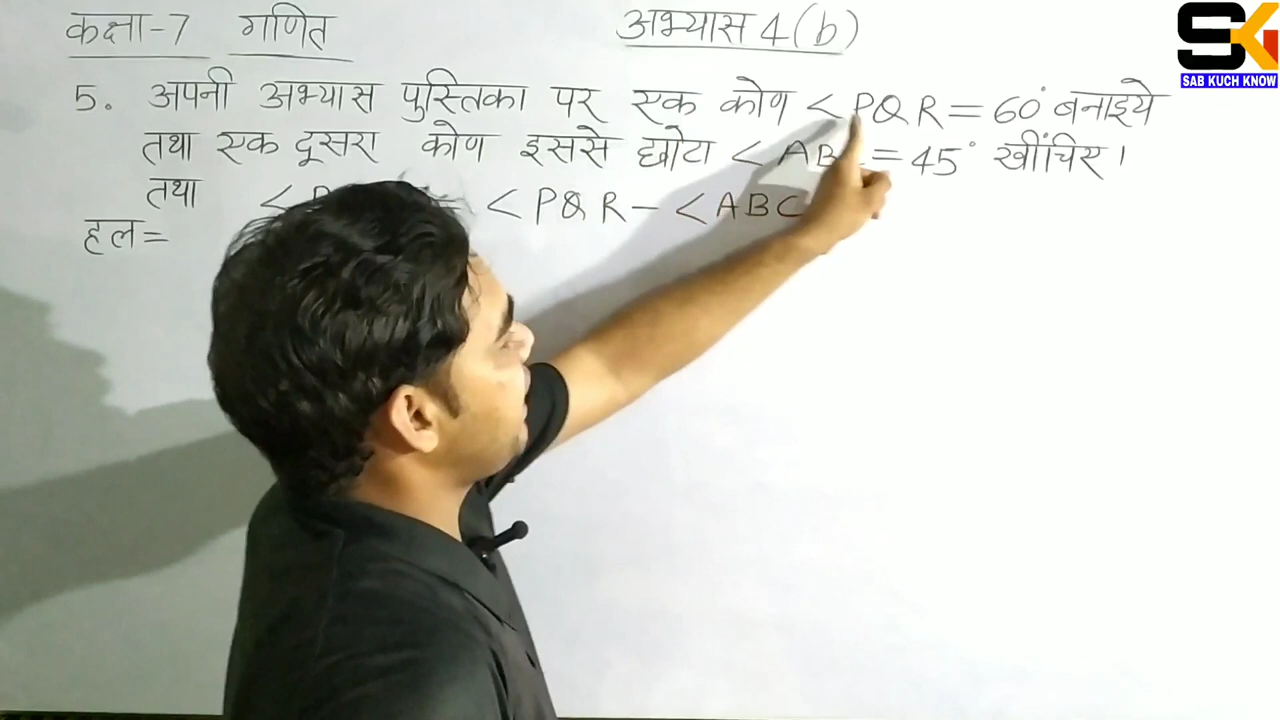 कक्षा-7 गणित अभ्यास 4(b)
SK
SAB KUCH KNOW
5. अपनी अभ्यास पुस्तिका पर एक कोण <PQR = 60° बनाइये
तथा एक दूसरा कोण इससे छोटा <AB = 45° खींचिए।
तथा < = <PQR - <ABC
हल =